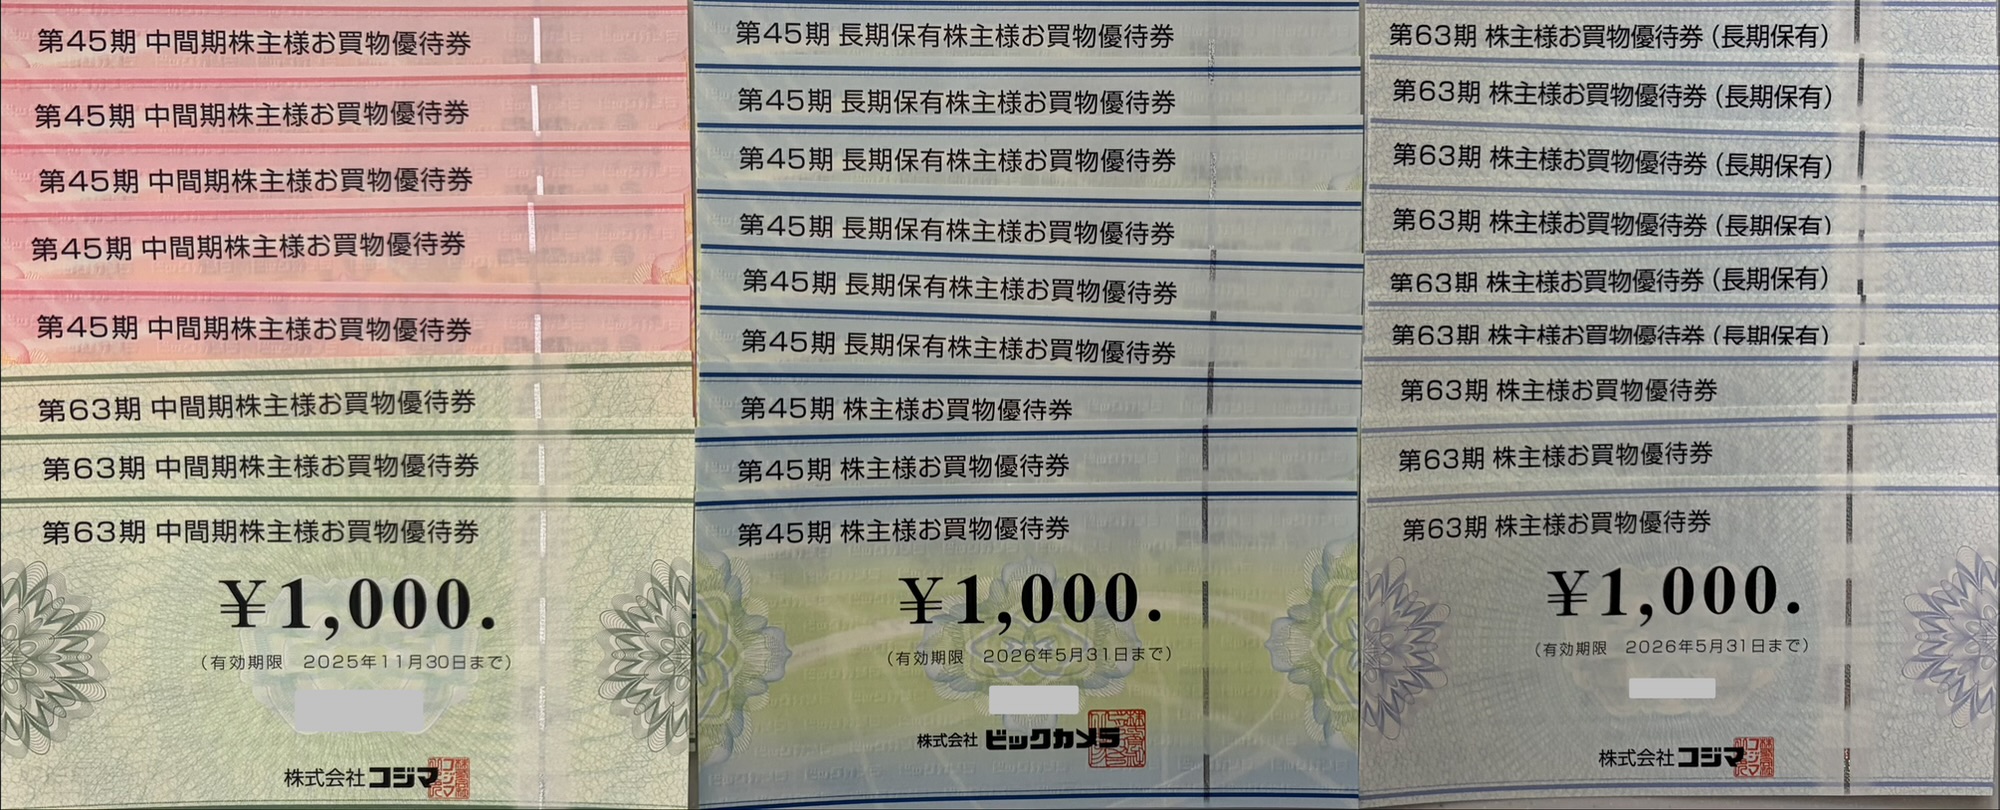 第45期 中間期株主様お買物優待券
第45期 中間期株主様お買物優待券
第45期 中間期株主様お買物優待券
第45期 中間期株主様お買物優待券
第45期 中間期株主様お買物優待券
第63期 中間期株主様お買物優待券
第63期 中間期株主様お買物優待券
第63期 中間期株主様お買物優待券
¥1,000.
(有効期限 2025年11月30日まで)
株式会社 コジマ
第45期 長期保有株主様お買物優待券
第45期 長期保有株主様お買物優待券
第45期 長期保有株主様お買物優待券
第45期 長期保有株主様お買物優待券
第45期 長期保有株主様お買物優待券
第45期 長期保有株主様お買物優待券
第45期 株主様お買物優待券
第45期 株主様お買物優待券
第45期 株主様お買物優待券
¥1,000.
(有効期限 2026年5月31日まで)
株式会社 ビックカメラ
第63期 株主様お買物優待券(長期保有)
第63期 株主様お買物優待券(長期保有)
第63期 株主様お買物優待券(長期保有)
第63期 株主様お買物優待券(長期保有)
第63期 株主様お買物優待券(長期保有)
第63期 株主様お買物優待券(長期保有)
第63期 株主様お買物優待券
第63期 株主様お買物優待券
第63期 株主様お買物優待券
¥1,000.
(有効期限 2026年5月31日まで)
株式会社 コジマ